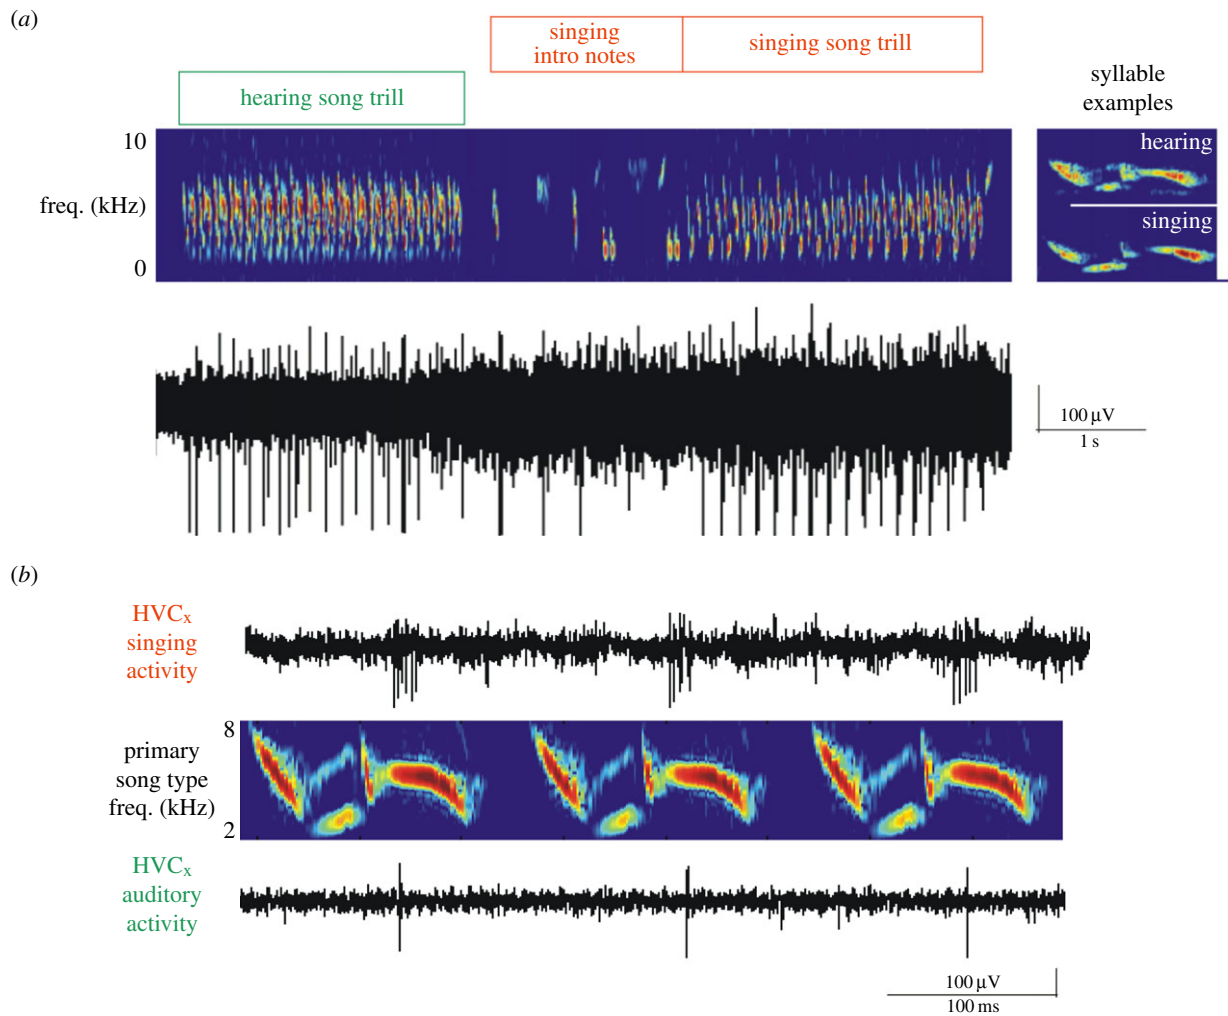 (a)
singing
intro notes
singing song trill
hearing song trill
syllable
examples
10
freq. (kHz)
0
hearing
singing
100 μV
1 s
(b)
HVCx
singing
activity
8
primary
song type
freq. (kHz)
2
HVCx
auditory
activity
100 μV
100 ms